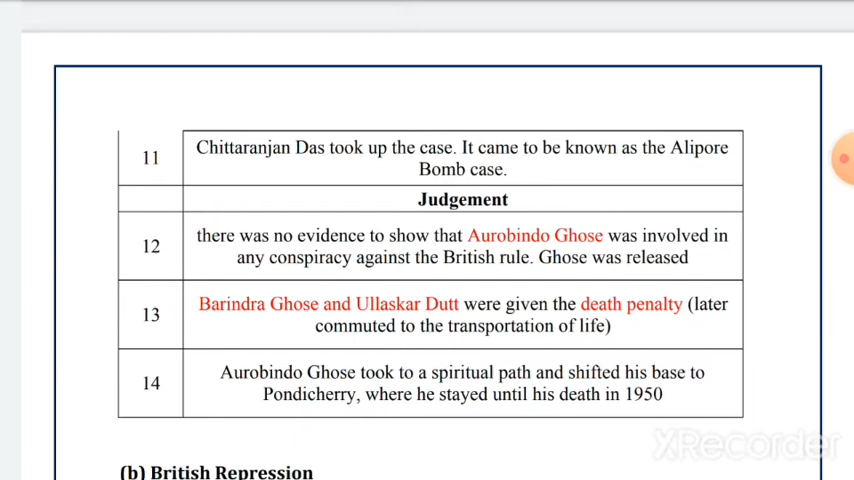 11
Chittaranjan Das took up the case. It came to be known as the Alipore
Bomb case.
Judgement
12
there was no evidence to show that Aurobindo Ghose was involved in
any conspiracy against the British rule. Ghose was released
13
Barindra Ghose and Ullaskar Dutt were given the death penalty (later
commuted to the transportation of life)
14
Aurobindo Ghose took to a spiritual path and shifted his base to
Pondicherry, where he stayed until his death in 1950
XRecorder
(b) British Repression